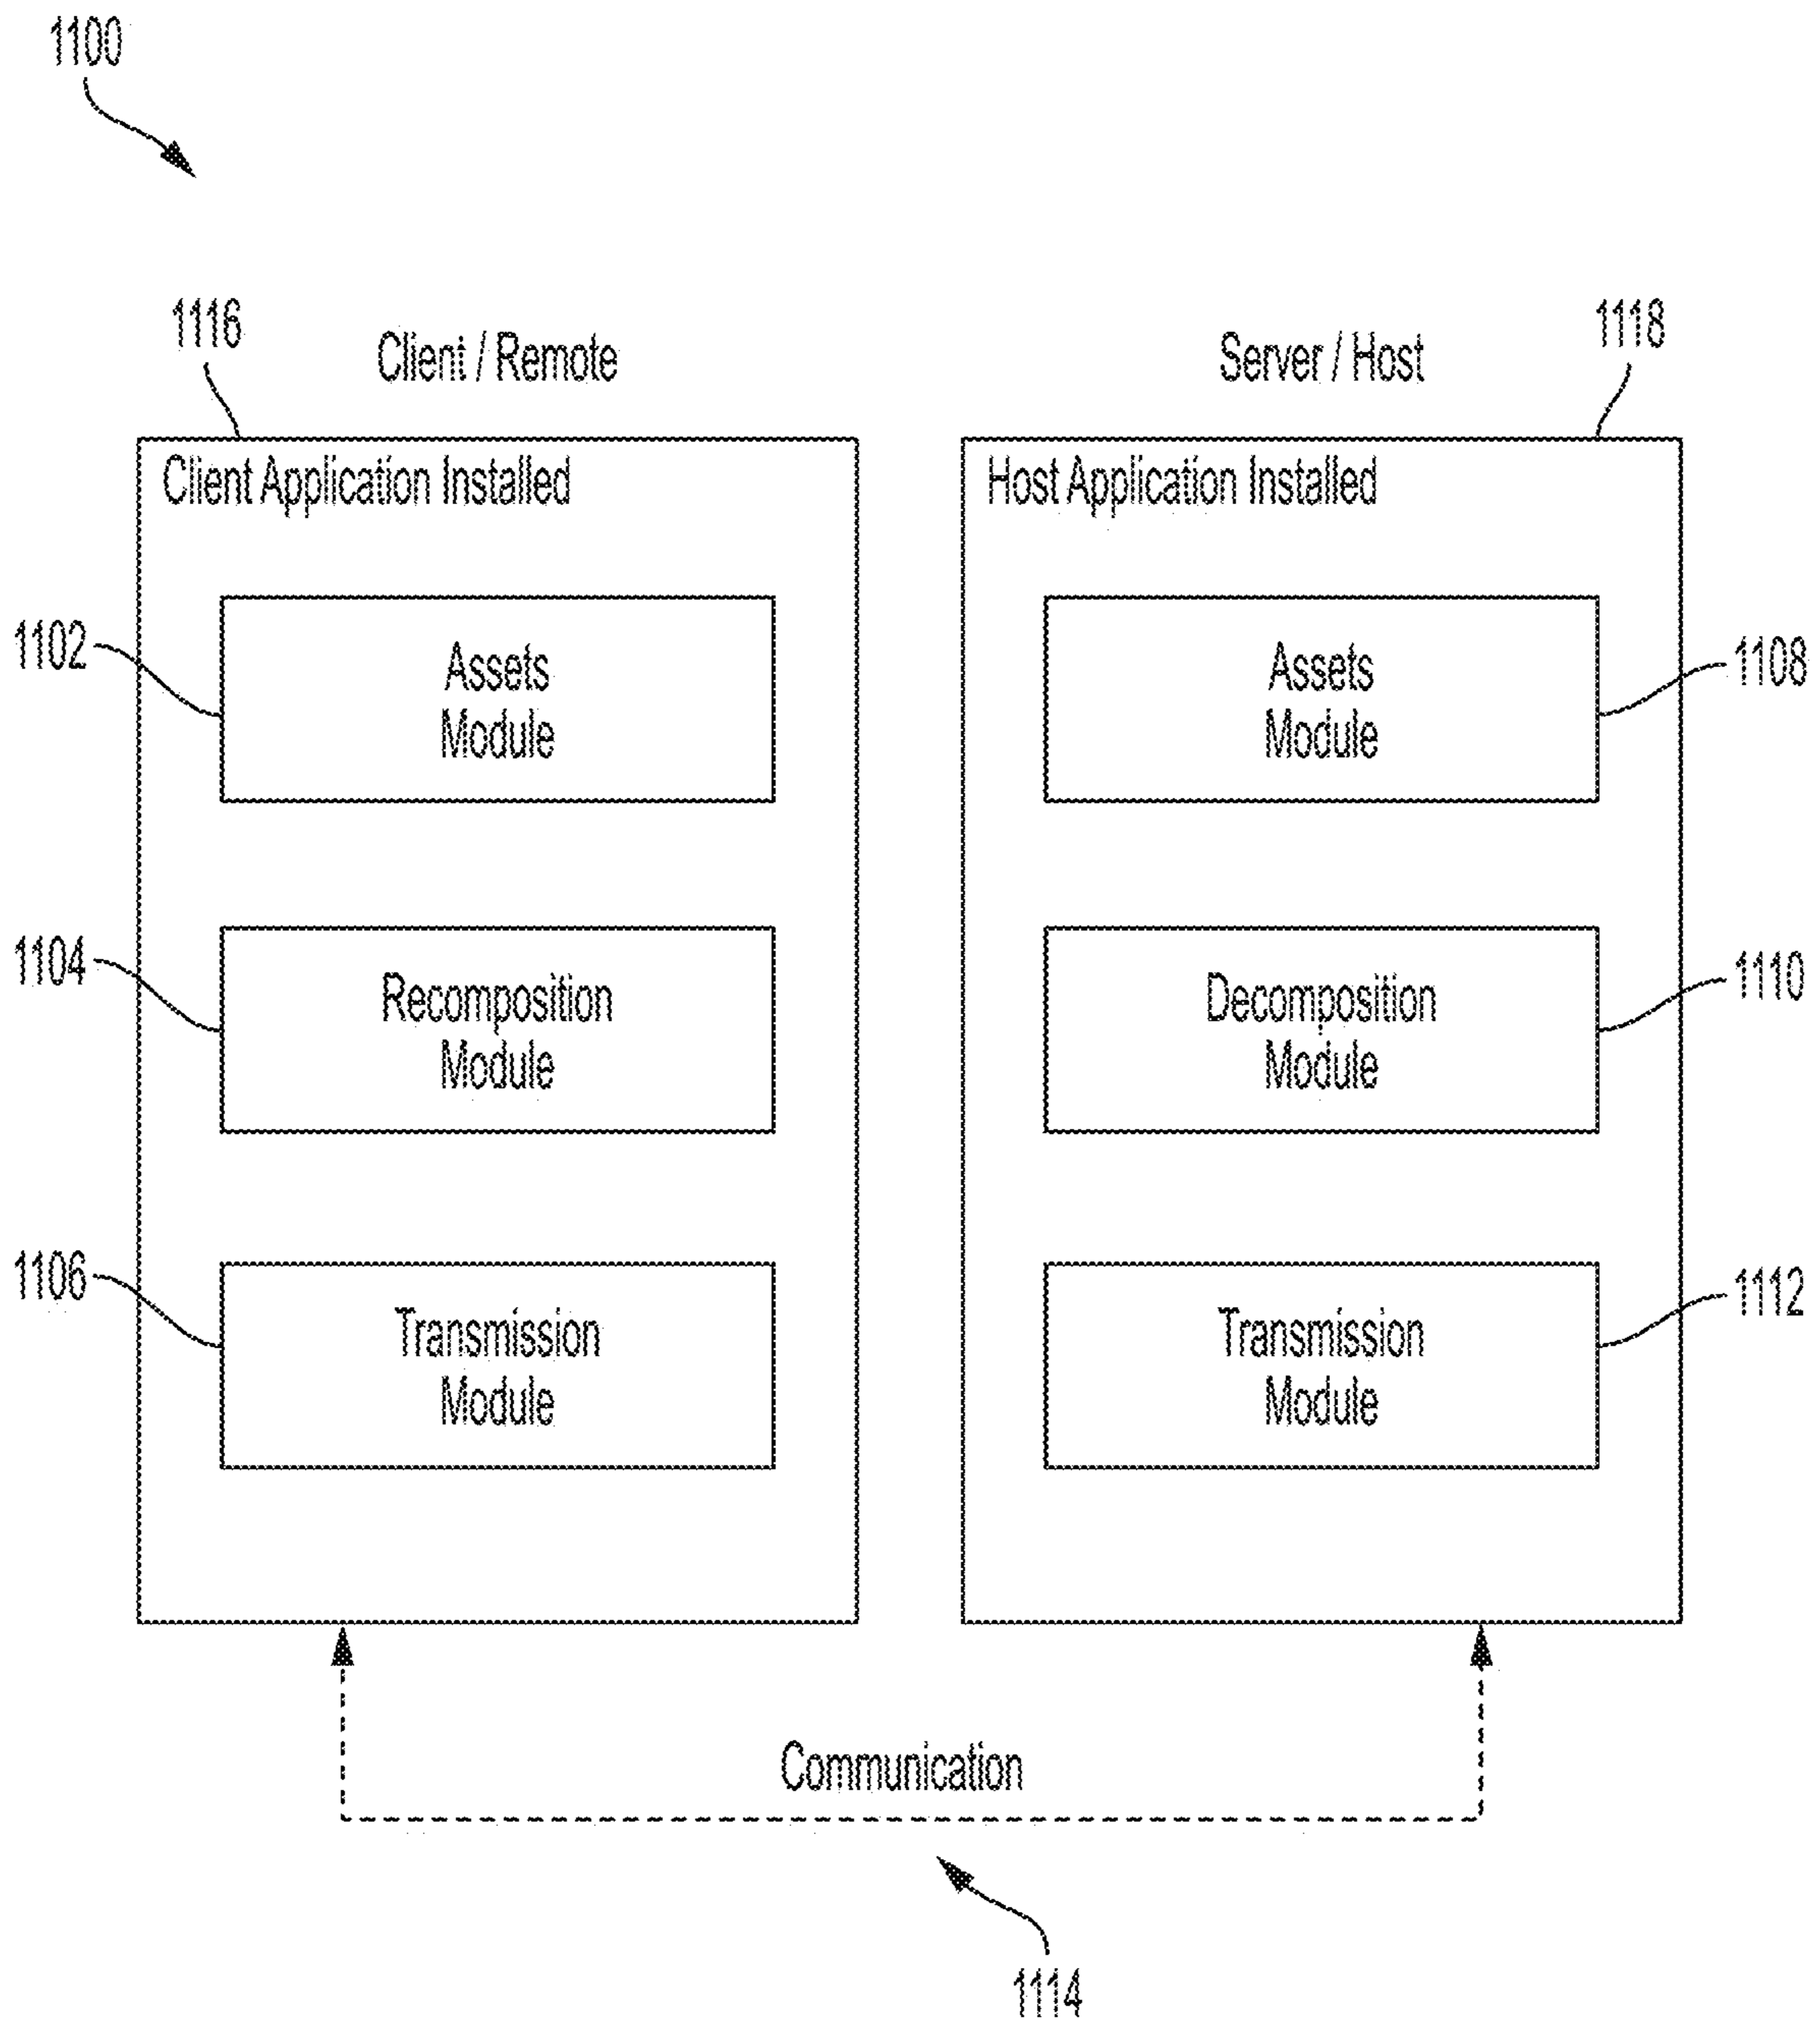 1100
1116
Client / Remote
Server / Host
1118
Client Application Installed
Host Application Installed
1102
Assets
Module
Assets
Module
1108
1104
Recomposition
Module
Decomposition
Module
1110
1106
Transmission
Module
Transmission
Module
1112
Communication
1114